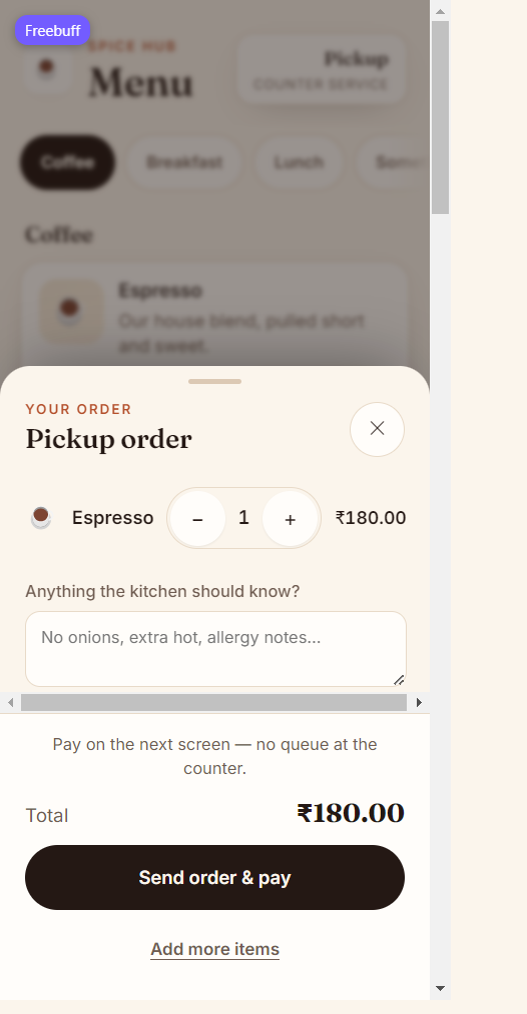 Freebuff
SPICE HUB
Menu
Pickup
COUNTER SERVICE
Coffee
Breakfast
Lunch
Coffee
Espresso
Our house blend, pulled short
and sweet.
YOUR ORDER
Pickup order
Espresso
−
1
+
₹180.00
Anything the kitchen should know?
No onions, extra hot, allergy notes...
Pay on the next screen — no queue at the
counter.
Total
₹180.00
Send order & pay
Add more items